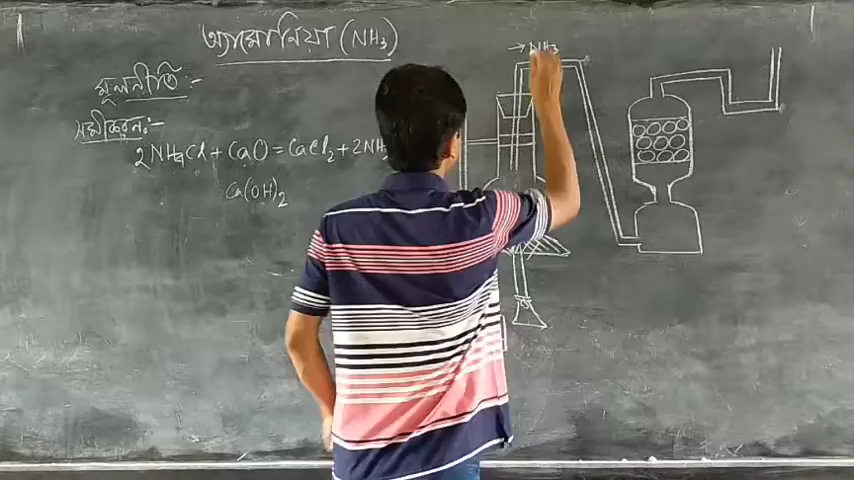 অ্যামোনিয়া (NH₃)
মূলনীতি :-
সমীকরণ :-
2NH₄Cl + CaO = CaCl₂ + 2NH₃
Ca(OH)₂
→ NH₃